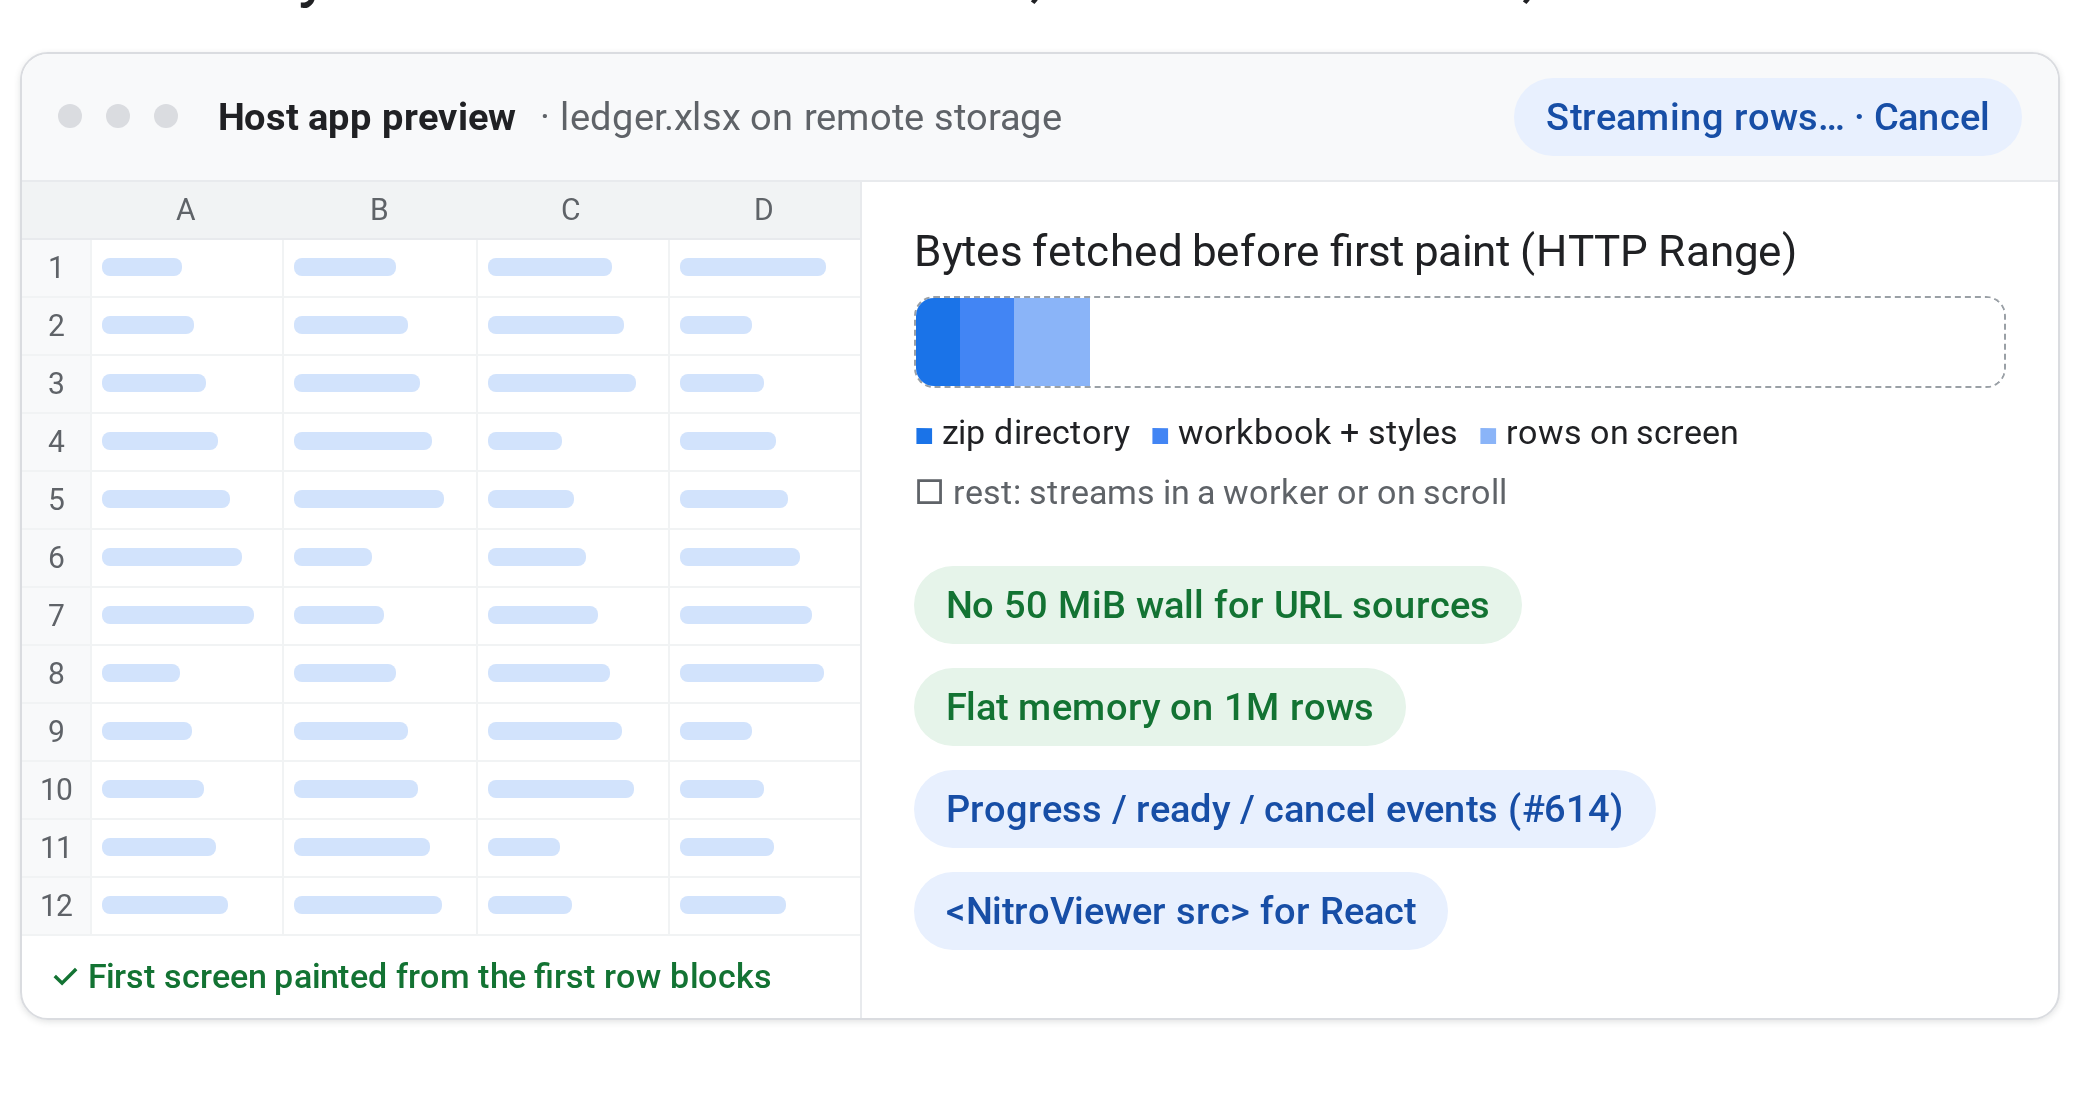 Host app preview · ledger.xlsx on remote storage
Streaming rows... · Cancel
A B C D
1
2
3
4
5
6
7
8
9
10
11
12
✓ First screen painted from the first row blocks
Bytes fetched before first paint (HTTP Range)
zip directory workbook + styles rows on screen
rest: streams in a worker or on scroll
No 50 MiB wall for URL sources
Flat memory on 1M rows
Progress / ready / cancel events (#614)
<NitroViewer src> for React